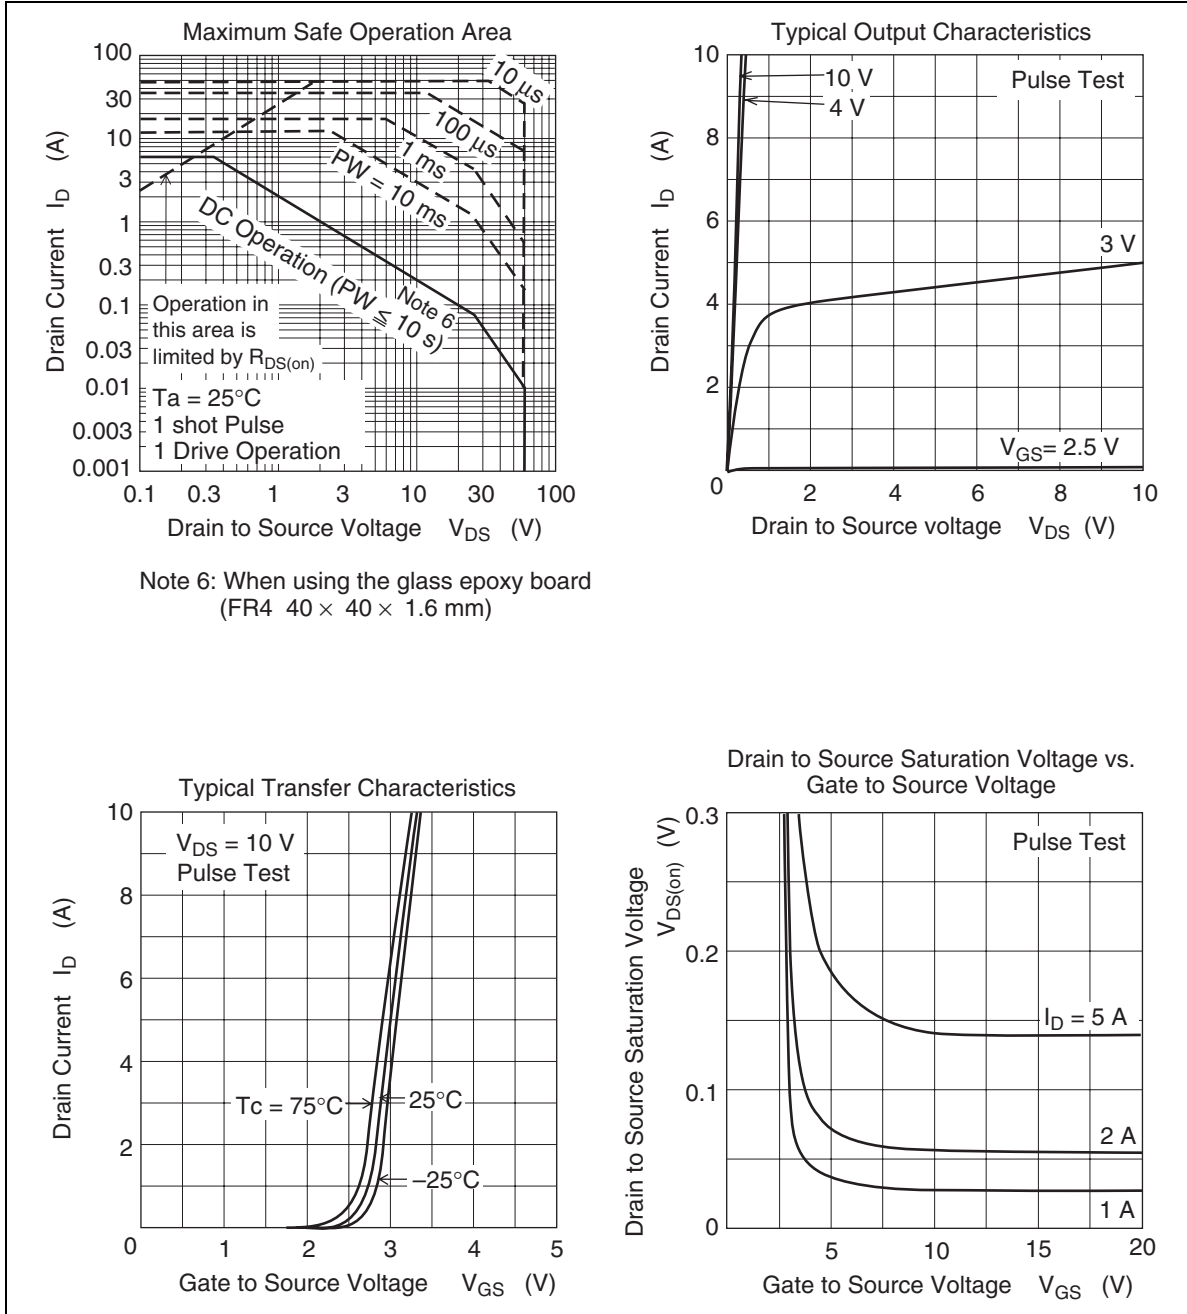 Maximum Safe Operation Area
100
30
10
3
1
0.3
0.1
0.03
0.01
0.003
0.001
Drain Current I_D (A)
10 µs
100 µs
1 ms
PW = 10 ms
DC Operation (PW ≦ 10 s)
Note 6
Operation in
this area is
limited by R_DS(on)
Ta = 25°C
1 shot Pulse
1 Drive Operation
0.1 0.3 1 3 10 30 100
Drain to Source Voltage V_DS (V)
Note 6: When using the glass epoxy board
(FR4 40 × 40 × 1.6 mm)
Typical Output Characteristics
10
8
6
4
2
0
Drain Current I_D (A)
10 V
4 V
Pulse Test
3 V
V_GS= 2.5 V
2 4 6 8 10
Drain to Source voltage V_DS (V)
Typical Transfer Characteristics
10
8
6
4
2
0
Drain Current I_D (A)
V_DS = 10 V
Pulse Test
Tc = 75°C
25°C
–25°C
1 2 3 4 5
Gate to Source Voltage V_GS (V)
Drain to Source Saturation Voltage vs.
Gate to Source Voltage
0.3
0.2
0.1
0
Drain to Source Saturation Voltage
V_DS(on) (V)
Pulse Test
I_D = 5 A
2 A
1 A
5 10 15 20
Gate to Source Voltage V_GS (V)